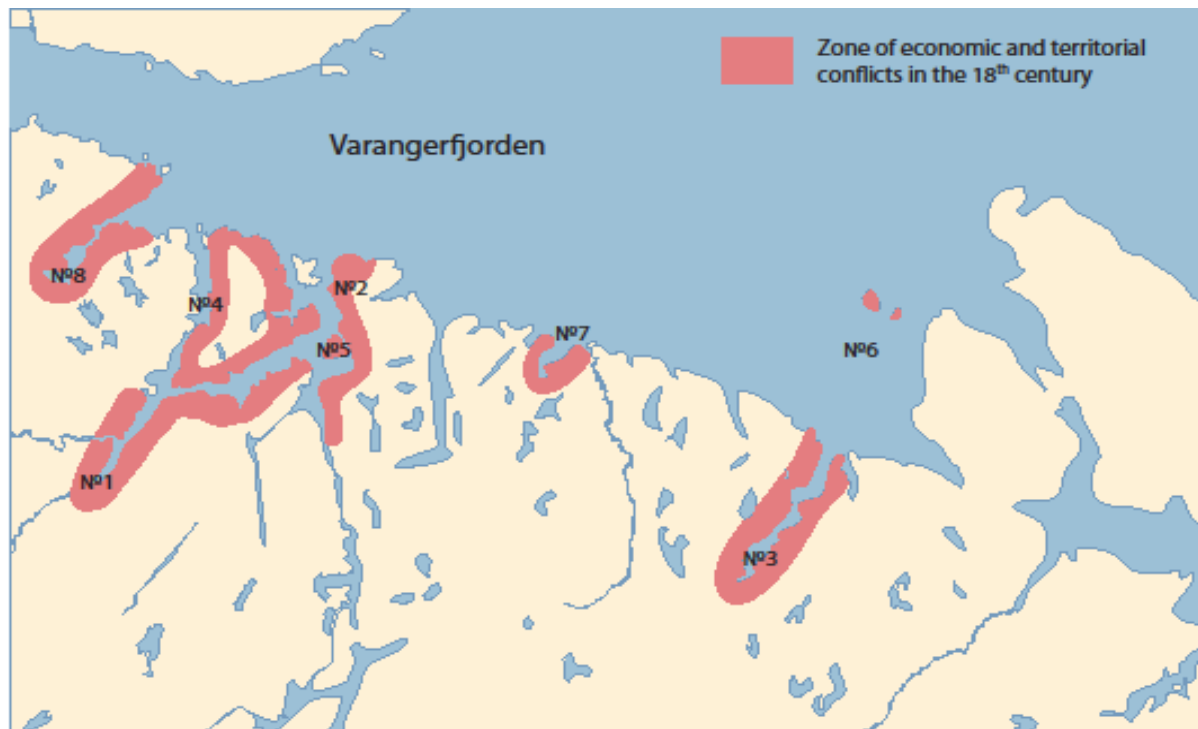 Zone of economic and territorial
conflicts in the 18th century
Varangerfjorden
№8
№4
№2
№7
№5
№6
№1
№3